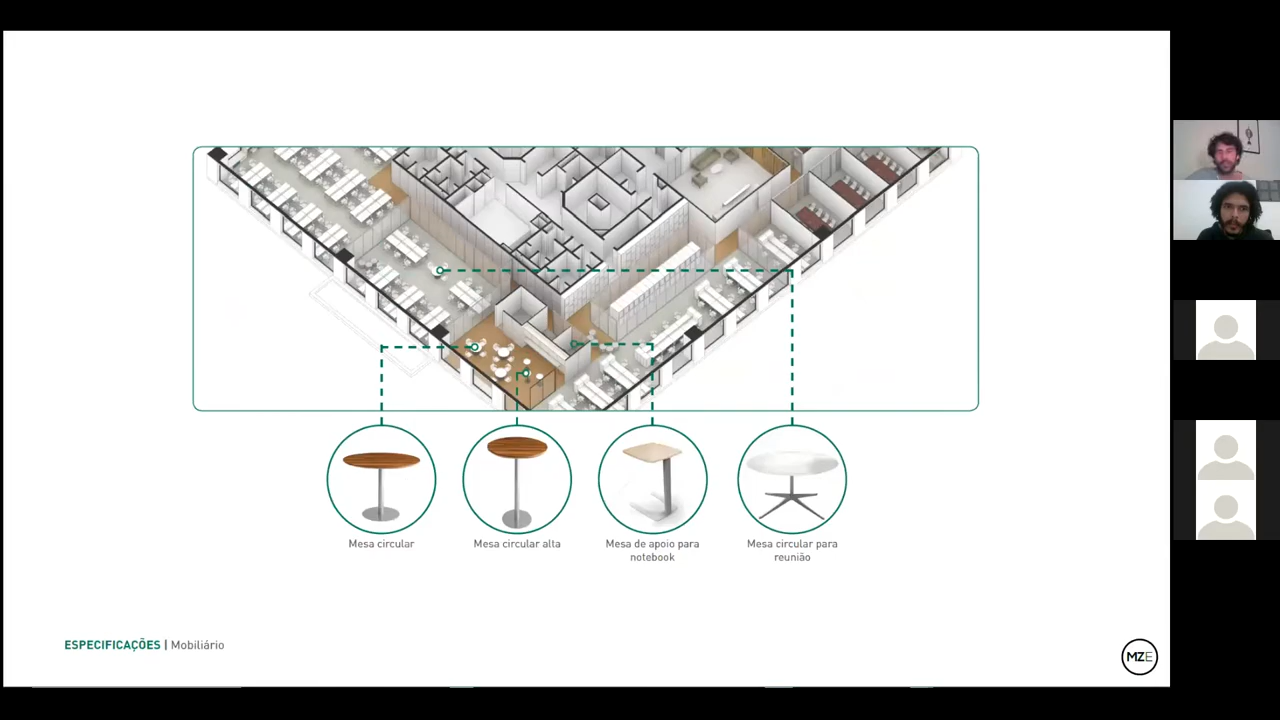 Mesa circular
Mesa circular alta
Mesa de apoio para
notebook
Mesa circular para
reunião
ESPECIFICAÇÕES | Mobiliário
MZE